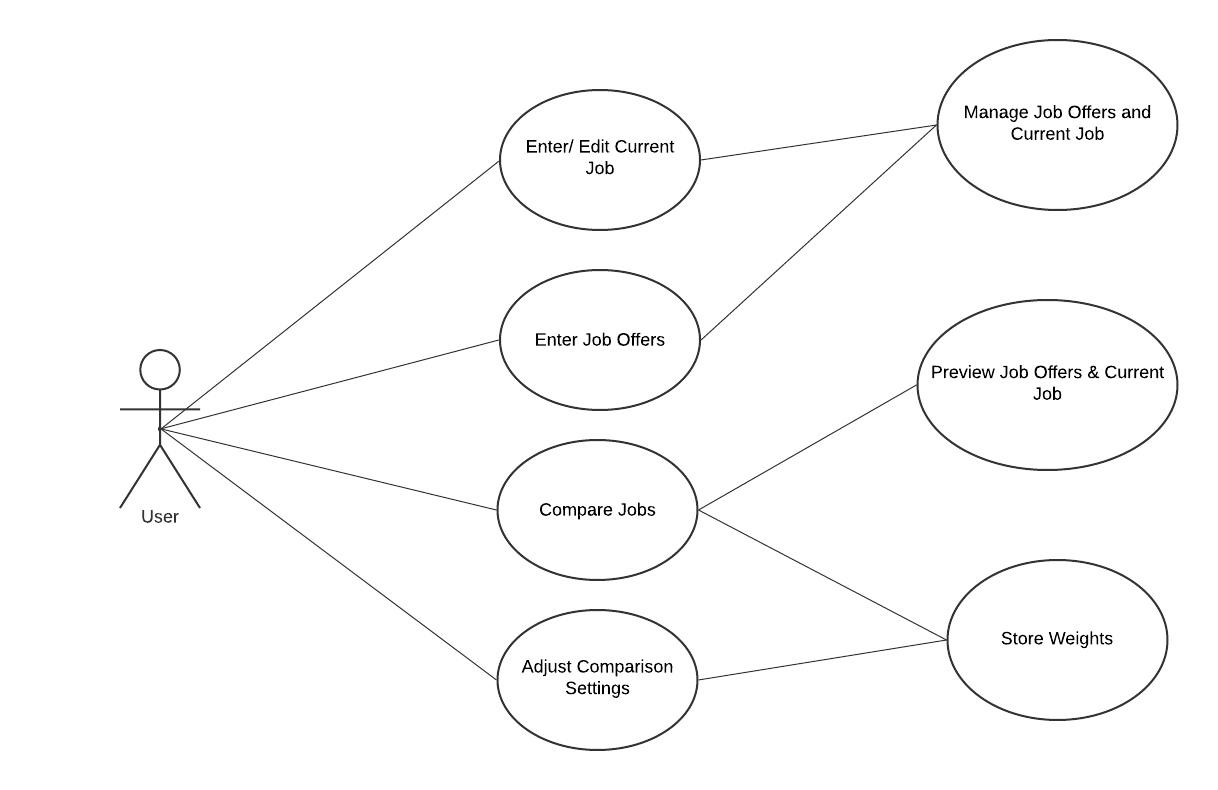 Manage Job Offers and
Current Job
Enter/ Edit Current
Job
Enter Job Offers
Preview Job Offers & Current
Job
User
Compare Jobs
Store Weights
Adjust Comparison
Settings